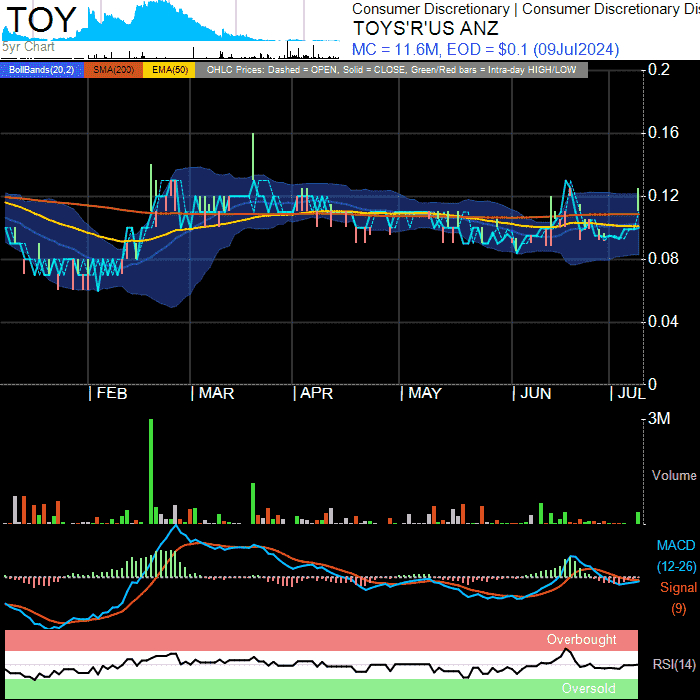 TOY
5yr Chart
Consumer Discretionary | Consumer Discretionary Dis
TOYS'R'US ANZ
MC = 11.6M, EOD = $0.1 (09Jul2024)
BollBands(20,2) SMA(200) EMA(50) OHLC Prices: Dashed = OPEN, Solid = CLOSE, Green/Red bars = Intra-day HIGH/LOW
0.2
0.16
0.12
0.08
0.04
0
| FEB | MAR | APR | MAY | JUN | JUL
3M
Volume
MACD
(12-26)
Signal
(9)
Overbought
RSI(14)
Oversold